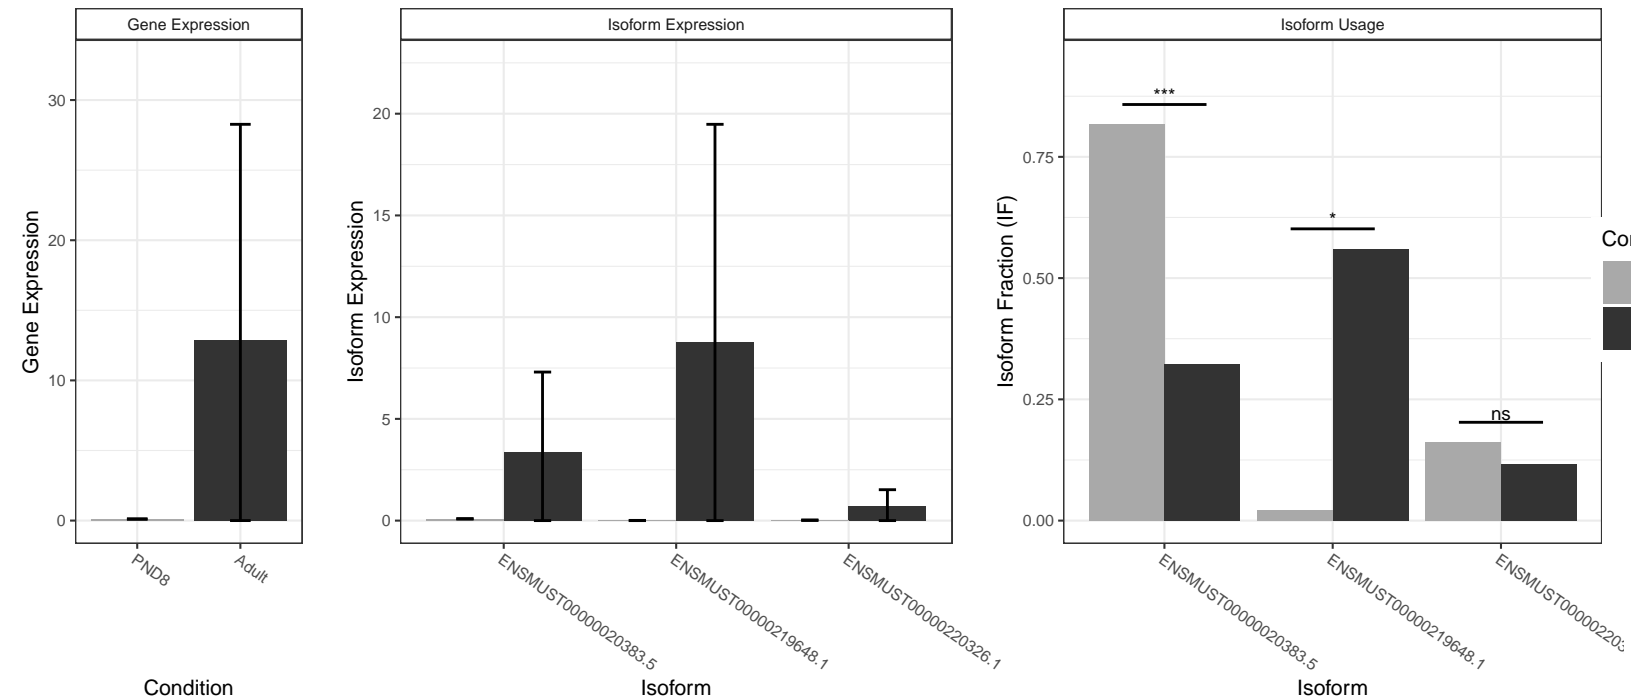 Gene Expression
Gene Expression
30
20
10
0
PND8
Adult
Condition
Isoform Expression
Isoform Expression
20
15
10
5
0
ENSMUST00000020383.5
ENSMUST00000219648.1
ENSMUST00000220326.1
Isoform
Isoform Usage
Isoform Fraction (IF)
0.75
0.50
0.25
0.00
***
*
ns
ENSMUST00000020383.5
ENSMUST00000219648.1
Isoform